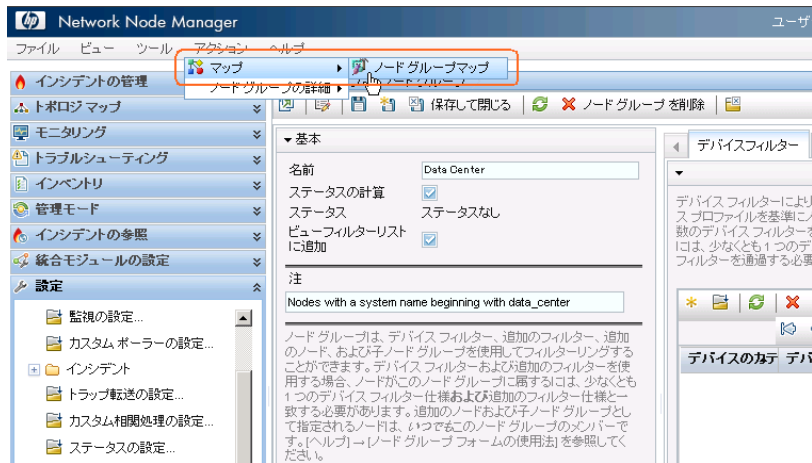 Network Node Manager
ユーザ
ファイル ビュー ツール アクション ヘルプ
マップ
ノードグループマップ
ノードグループの詳細
インシデントの管理
トポロジ マップ
モニタリング
トラブルシューティング
インベントリ
管理モード
インシデントの参照
統合モジュールの設定
設定
監視の設定...
カスタム ポーラーの設定...
インシデント
トラップ転送の設定...
カスタム相関処理の設定...
ステータスの設定...
保存して閉じる
ノード グループを削除
基本
名前 Data Center
ステータスの計算
ステータス ステータスなし
ビューフィルターリスト
に追加
注
Nodes with a system name beginning with data_center
ノード グループは、デバイス フィルター、追加のフィルター、追加
のノード、および子ノード グループを使用してフィルターリングする
ことができます。デバイス フィルターおよび追加のフィルターを使
用する場合、ノードがこのノード グループに属するには、少なくとも
1 つのデバイス フィルター仕様および追加のフィルター仕様と一
致する必要があります。追加のノードおよび子ノード グループとし
て指定されるノードは、いつでもこのノード グループのメンバーで
す。[ヘルプ]→[ノード グループ フォームの使用法] を参照してく
ださい。
デバイスフィルター
デバイス フィルターにより
ス プロファイルを基準に
数のデバイス フィルターを
には、少なくとも 1 つのデ
フィルターを通過する必要
デバイスのカテ デバ